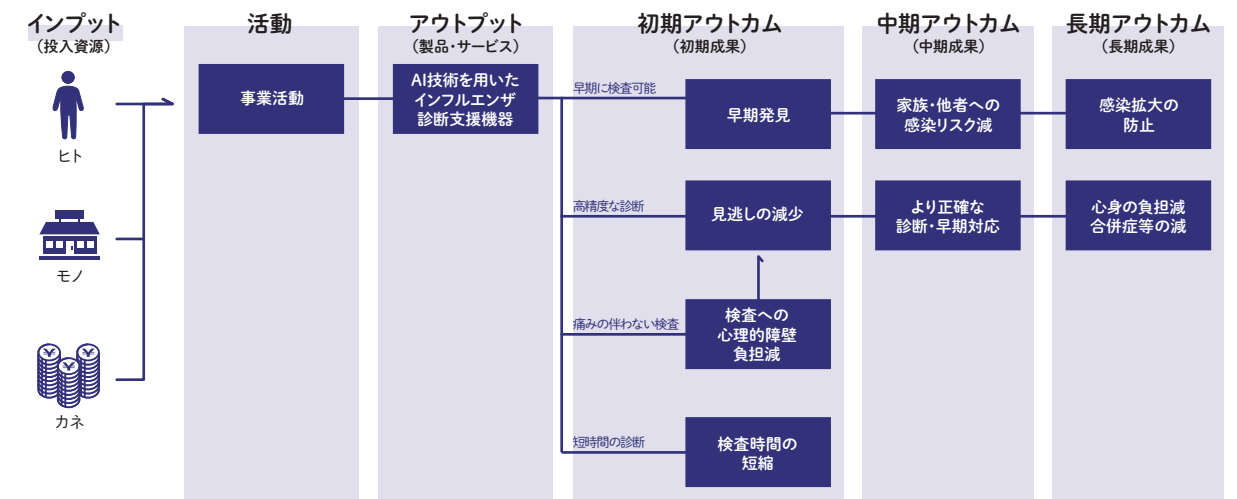 インプット
（投入資源）
活動
アウトプット
（製品・サービス）
初期アウトカム
（初期成果）
中期アウトカム
（中期成果）
長期アウトカム
（長期成果）
ヒト
モノ
¥ ¥
¥
カネ
事業活動
AI技術を用いた
インフルエンザ
診断支援機器
早期に検査可能
早期発見
家族・他者への
感染リスク減
感染拡大の
防止
高精度な診断
見逃しの減少
より正確な
診断・早期対応
心身の負担減
合併症等の減
痛みの伴わない検査
検査への
心理的障壁
負担減
短時間の診断
検査時間の
短縮